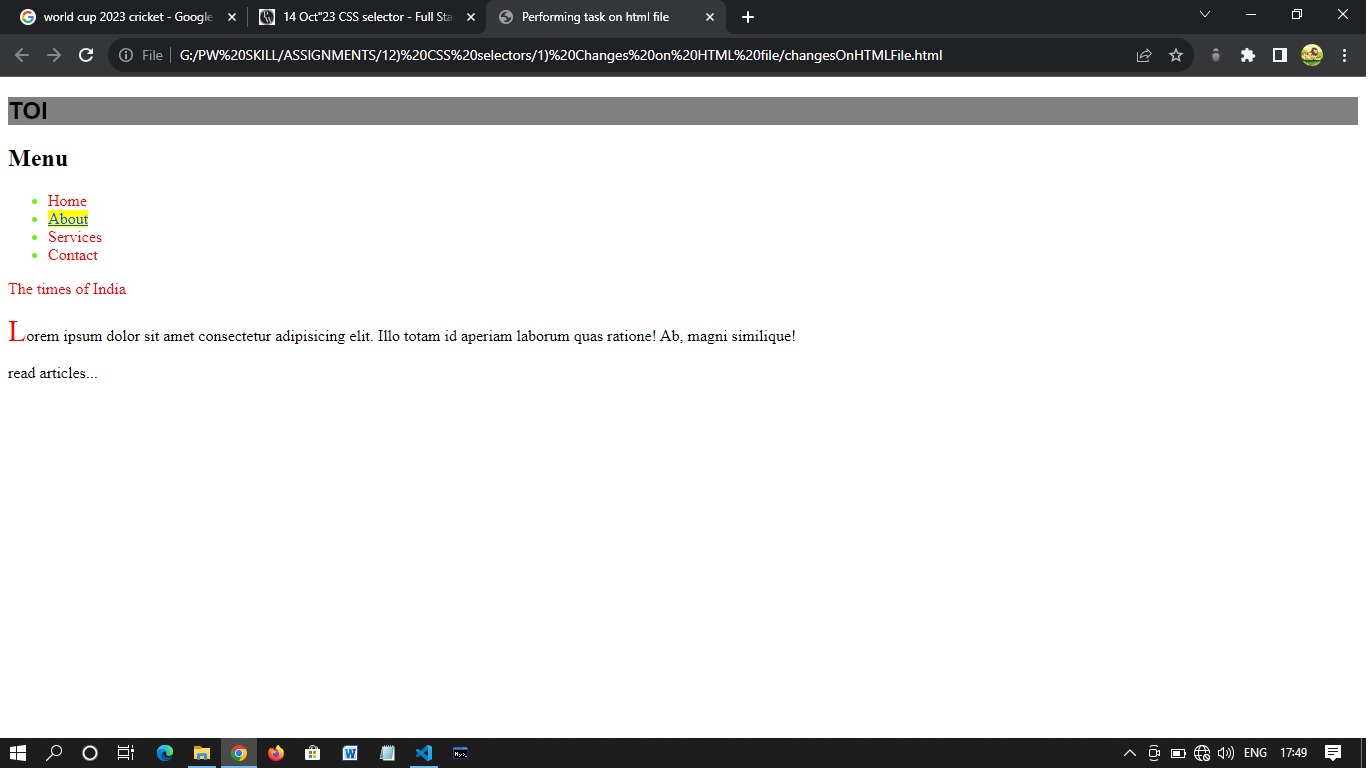 world cup 2023 cricket - Google
14 Oct"23 CSS selector - Full Sta
Performing task on html file
File
G:/PW%20SKILL/ASSIGNMENTS/12)%20CSS%20selectors/1)%20Changes%20on%20HTML%20file/changesOnHTMLFile.html
TOI
Menu
Home
About
Services
Contact
The times of India
Lorem ipsum dolor sit amet consectetur adipisicing elit. Illo totam id aperiam laborum quas ratione! Ab, magni similique!
read articles...
ENG
17:49